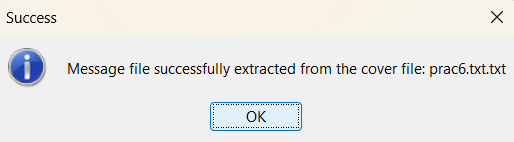 Success
Message file successfully extracted from the cover file: prac6.txt.txt
OK